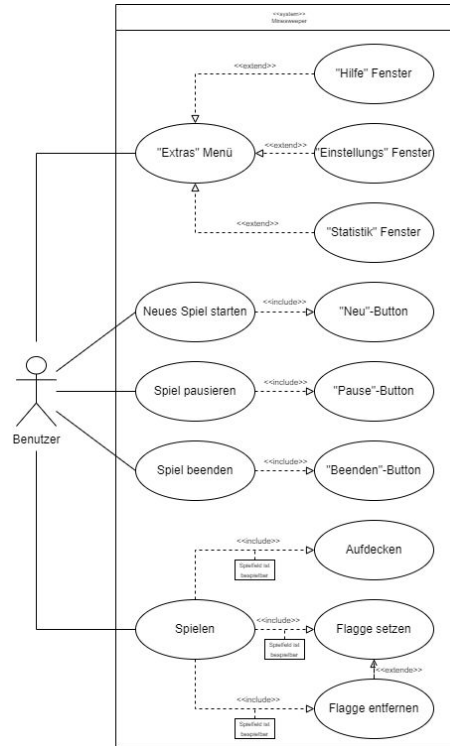 <<system>>
Minesweeper
<<extend>>
"Hilfe" Fenster
"Extras" Menü
<<extend>>
"Einstellungs" Fenster
<<extend>>
"Statistik" Fenster
Neues Spiel starten
<<include>>
"Neu"-Button
Spiel pausieren
<<include>>
"Pause"-Button
Benutzer
Spiel beenden
<<include>>
"Beenden"-Button
<<include>>
Aufdecken
Spielfeld ist
bespielbar
Spielen
<<include>>
Flagge setzen
Spielfeld ist
bespielbar
<<extende>>
<<include>>
Flagge entfernen
Spielfeld ist
bespielbar